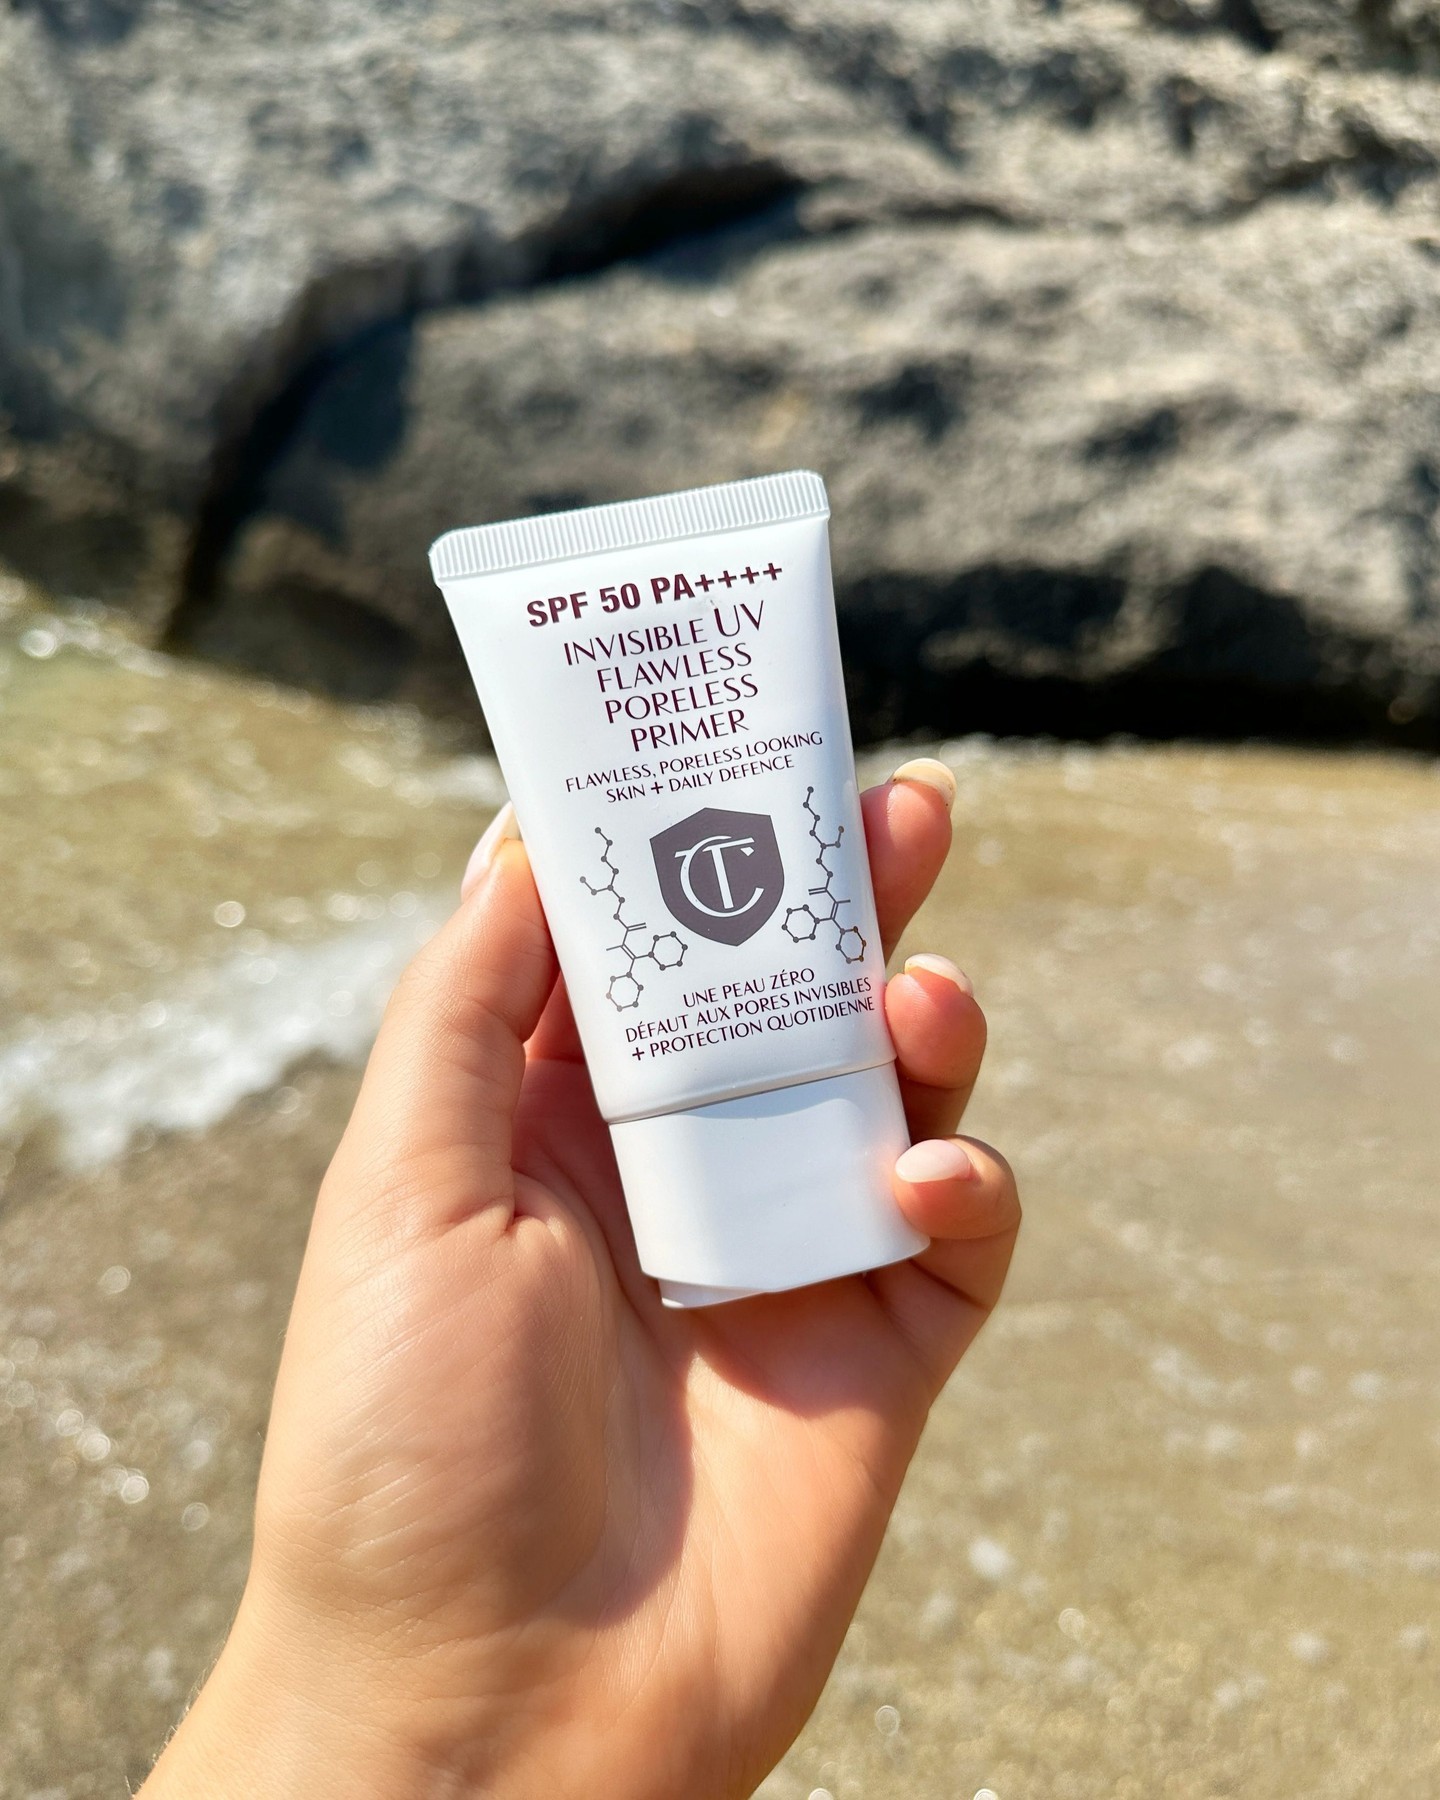 SPF 50 PA++++
INVISIBLE UV
FLAWLESS
PORELESS
PRIMER
FLAWLESS, PORELESS LOOKING
SKIN + DAILY DEFENCE
CT
UNE PEAU ZÉRO
DÉFAUT AUX PORES INVISIBLES
+ PROTECTION QUOTIDIENNE